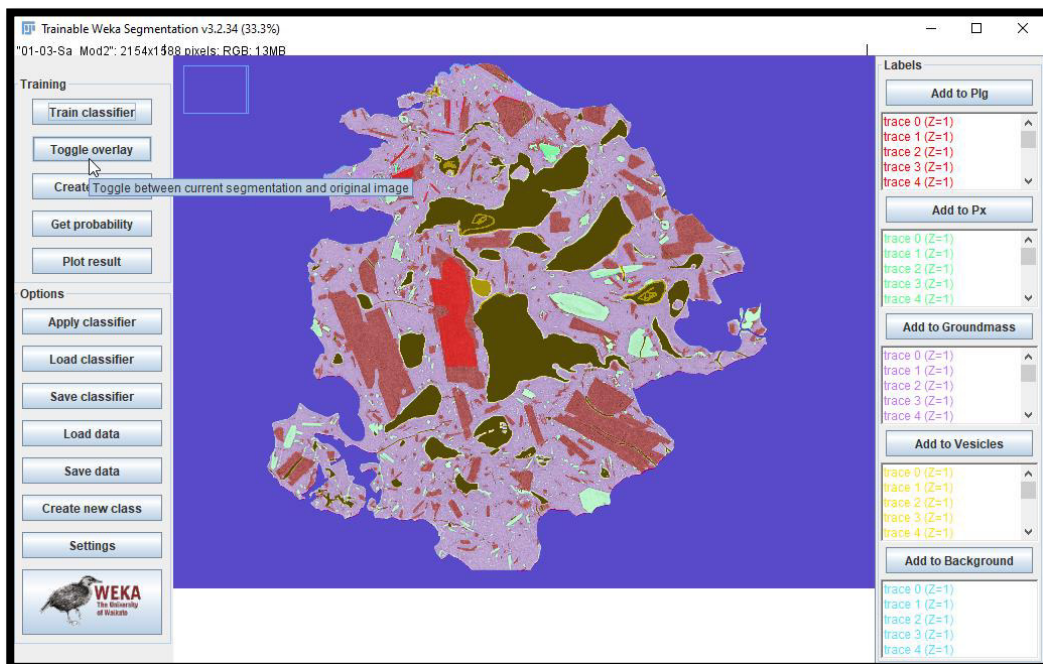 Trainable Weka Segmentation v3.2.34 (33.3%)
"01-03-Sa_Mod2": 2154x1588 pixels; RGB; 13MB
Training
Train classifier
Toggle overlay
Create
Toggle between current segmentation and original image
Get probability
Plot result
Options
Apply classifier
Load classifier
Save classifier
Load data
Save data
Create new class
Settings
WEKA
The University
of Waikato
Labels
Add to Plg
trace 0 (Z=1)
trace 1 (Z=1)
trace 2 (Z=1)
trace 3 (Z=1)
trace 4 (Z=1)
Add to Px
trace 0 (Z=1)
trace 1 (Z=1)
trace 2 (Z=1)
trace 3 (Z=1)
trace 4 (Z=1)
Add to Groundmass
trace 0 (Z=1)
trace 1 (Z=1)
trace 2 (Z=1)
trace 3 (Z=1)
trace 4 (Z=1)
Add to Vesicles
trace 0 (Z=1)
trace 1 (Z=1)
trace 2 (Z=1)
trace 3 (Z=1)
trace 4 (Z=1)
Add to Background
trace 0 (Z=1)
trace 1 (Z=1)
trace 2 (Z=1)
trace 3 (Z=1)
trace 4 (Z=1)